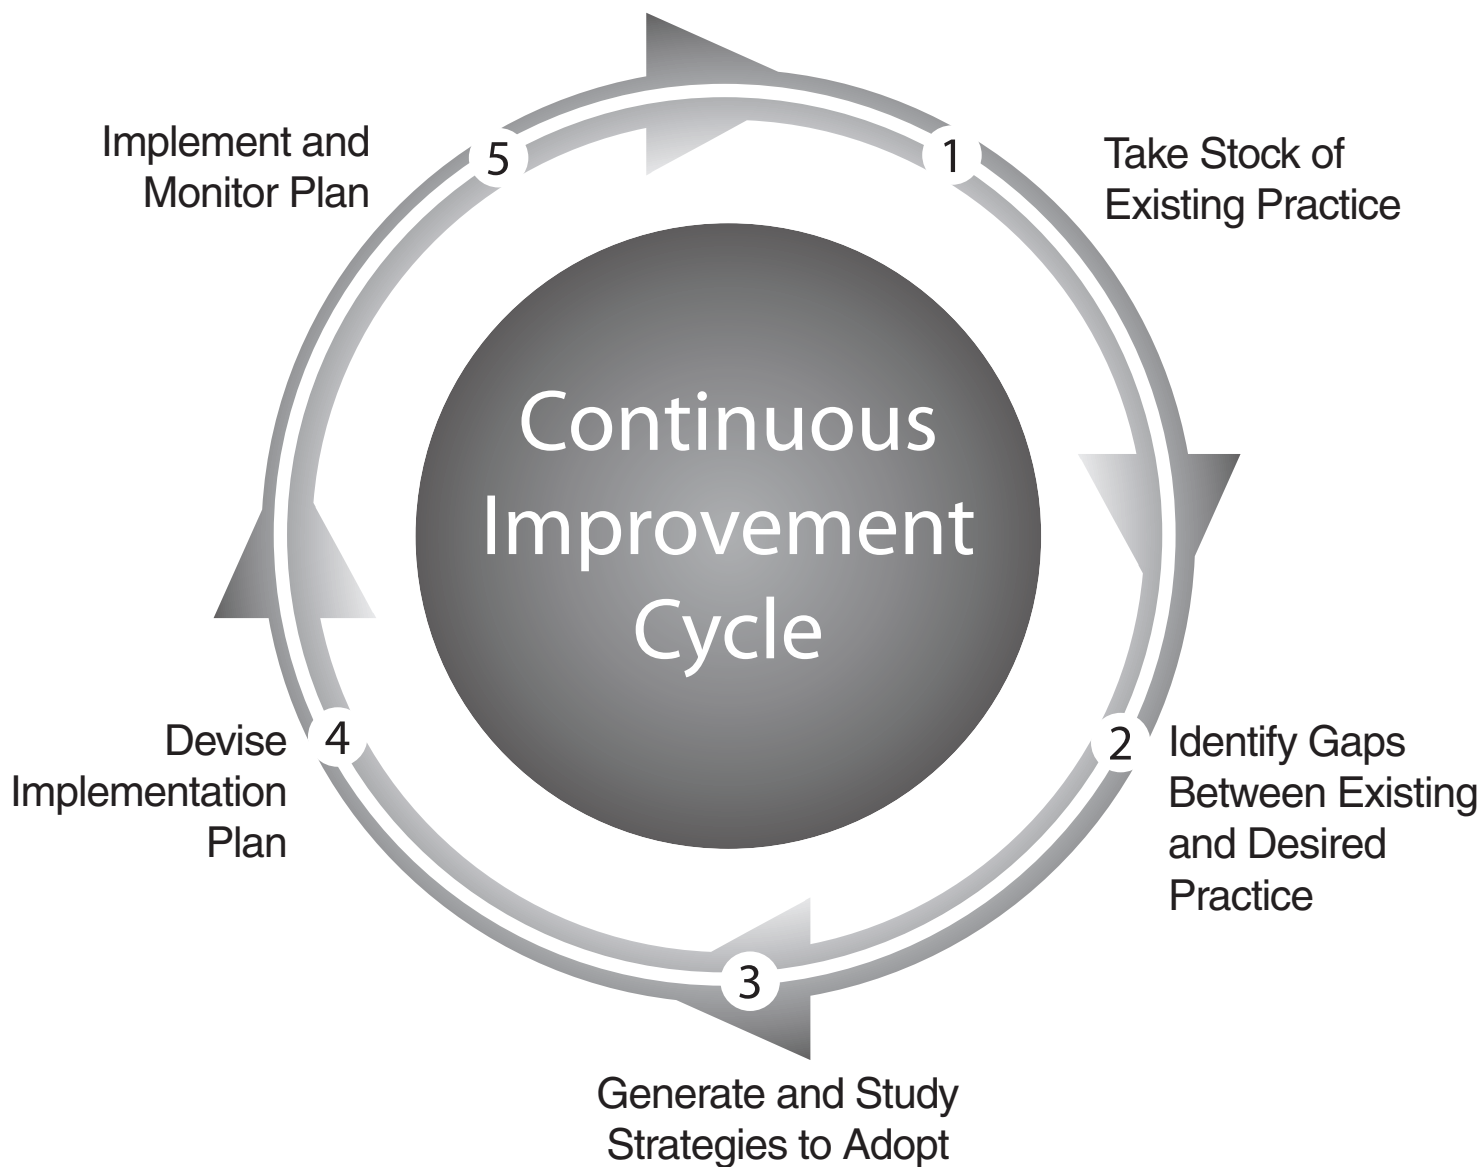 Continuous
Improvement
Cycle
1
Take Stock of
Existing Practice
2
Identify Gaps
Between Existing
and Desired
Practice
3
Generate and Study
Strategies to Adopt
4
Devise
Implementation
Plan
5
Implement and
Monitor Plan